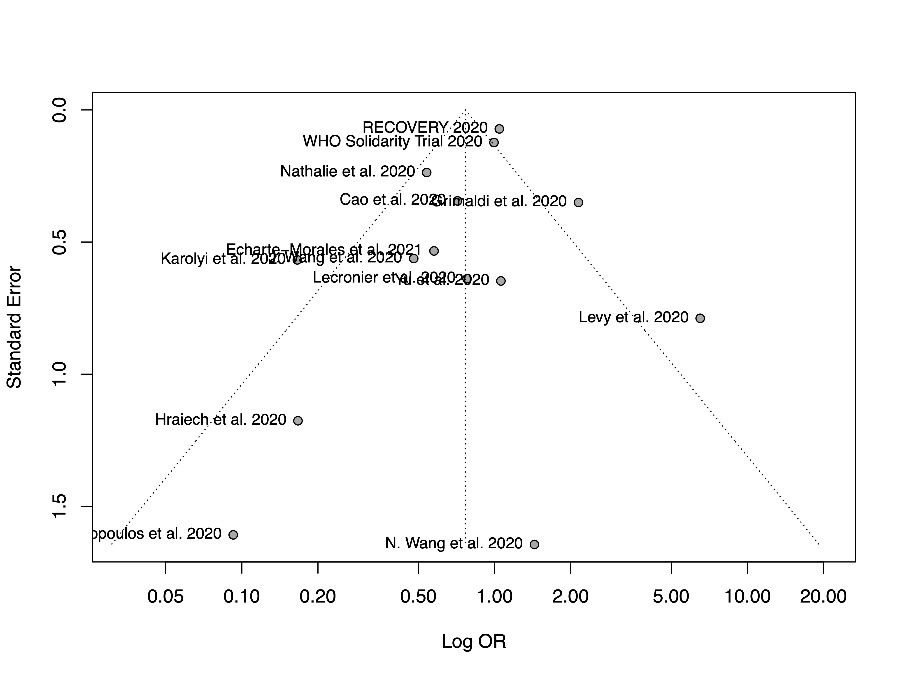 0.0
RECOVERY 2020
WHO Solidarity Trial 2020
Nathalie et al. 2020
Cao et al. 2020
Grimaldi et al. 2020
0.5
Echarte-Morales et al. 2021
Karolyi et al. 2020
Wang et al. 2020
Lecronier et al. 2020
Yu et al. 2020
Levy et al. 2020
Standard Error
1.0
Hraiech et al. 2020
1.5
opoulos et al. 2020
N. Wang et al. 2020
0.05 0.10 0.20 0.50 1.00 2.00 5.00 10.00 20.00
Log OR